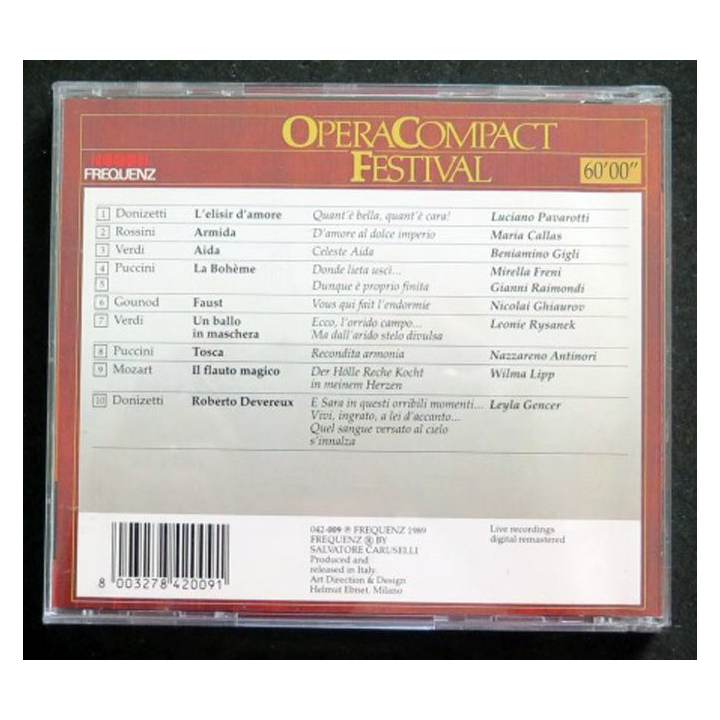 OPERACOMPACT
FESTIVAL
60'00"
FREQUENZ
1 Donizetti L'elisir d'amore Quant'è bella, quant'è cara! Luciano Pavarotti
2 Rossini Armida D'amore al dolce imperio Maria Callas
3 Verdi Aida Celeste Aida Beniamino Gigli
4 Puccini La Bohème Donde lieta uscì... Mirella Freni
5 Dunque è proprio finita Gianni Raimondi
6 Gounod Faust Vous qui fait l'endormie Nicolai Ghiaurov
7 Verdi Un ballo Ecco, l'orrido campo... Leonie Rysanek
in maschera Ma dall'arido stelo divulsa
8 Puccini Tosca Recondita armonia Nazzareno Antinori
9 Mozart Il flauto magico Der Hölle Reche Kocht Wilma Lipp
in meinem Herzen
10 Donizetti Roberto Devereux E Sara in questi orribili momenti... Leyla Gencer
Vivi, ingrato, a lei d'accanto...
Quel sangue versato al cielo
s'innalza
8 003278 420091
042-009 ℗ FREQUENZ 1989
FREQUENZ ® BY
SALVATORE CARUSELLI
Produced and
released in Italy.
Art Direction & Design
Helmut Ebnet, Milano
Live recordings
digital remastered